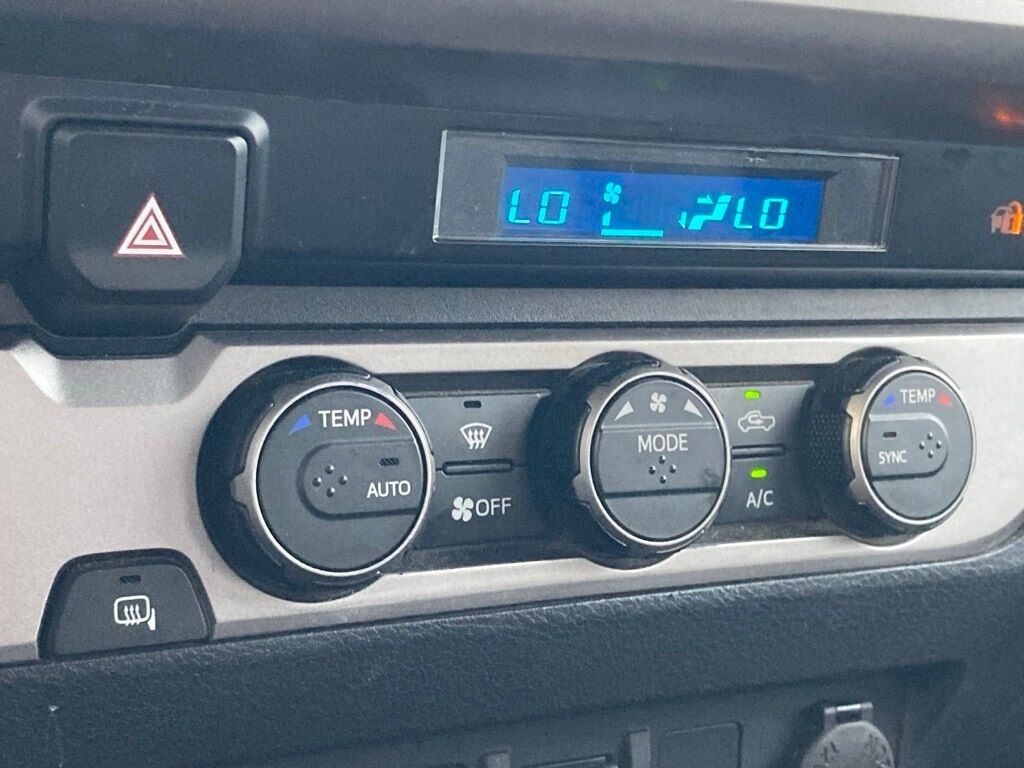 LO LO
TEMP
AUTO
OFF
MODE
A/C
TEMP
SYNC